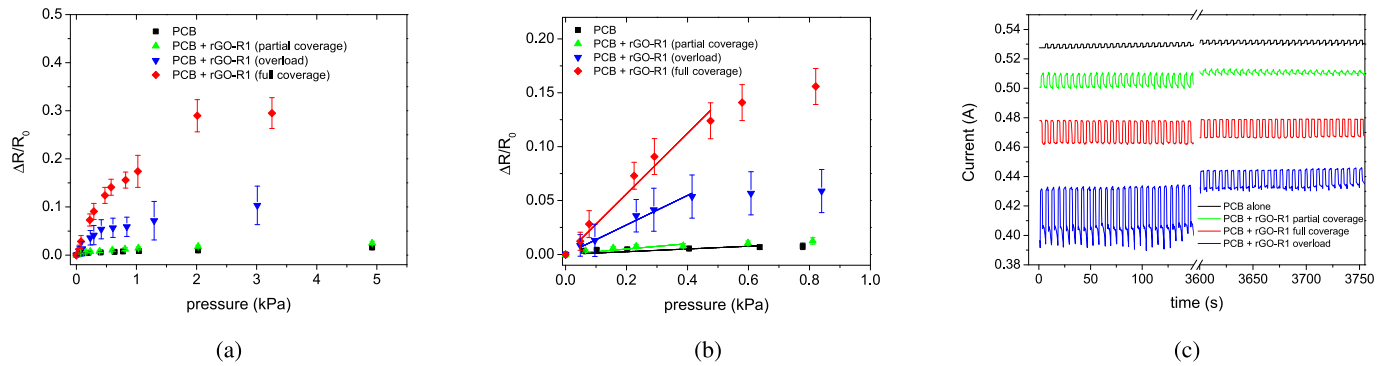 PCB
PCB + rGO-R1 (partial coverage)
PCB + rGO-R1 (overload)
PCB + rGO-R1 (full coverage)
0.5
0.4
0.3
0.2
0.1
0.0
ΔR/R0
0 1 2 3 4 5
pressure (kPa)
(a)
PCB
PCB + rGO-R1 (partial coverage)
PCB + rGO-R1 (overload)
PCB + rGO-R1 (full coverage)
0.20
0.15
0.10
0.05
0.00
ΔR/R0
0.0 0.2 0.4 0.6 0.8 1.0
pressure (kPa)
(b)
0.54
0.52
0.50
0.48
0.46
0.44
0.42
0.40
0.38
Current (A)
PCB alone
PCB + rGO-R1 partial coverage
PCB + rGO-R1 full coverage
PCB + rGO-R1 overload
0 50 100 3600 3650 3700 3750
time (s)
(c)